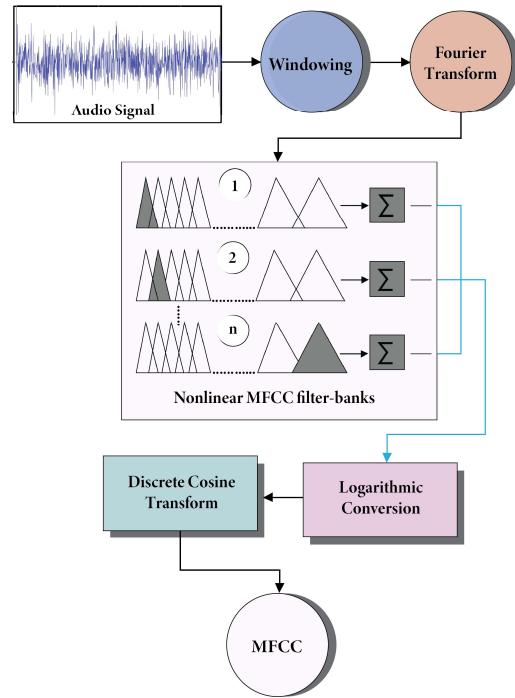 Audio Signal
Windowing
Fourier
Transform
1
Σ
2
Σ
n
Σ
Nonlinear MFCC filter-banks
Logarithmic
Conversion
Discrete Cosine
Transform
MFCC